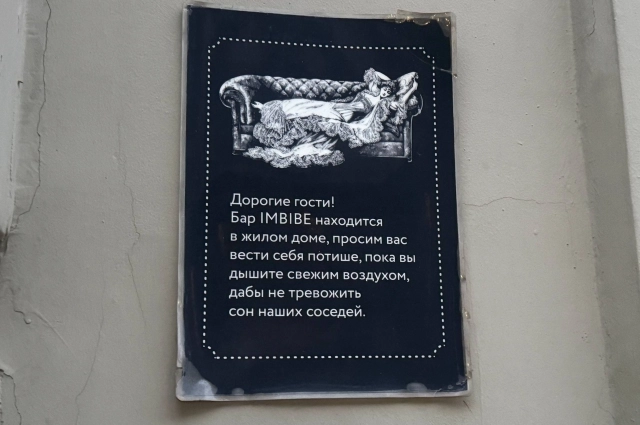 Дорогие гости!
Бар IMBIBE находится
в жилом доме, просим вас
вести себя потише, пока вы
дышите свежим воздухом,
дабы не тревожить
сон наших соседей.